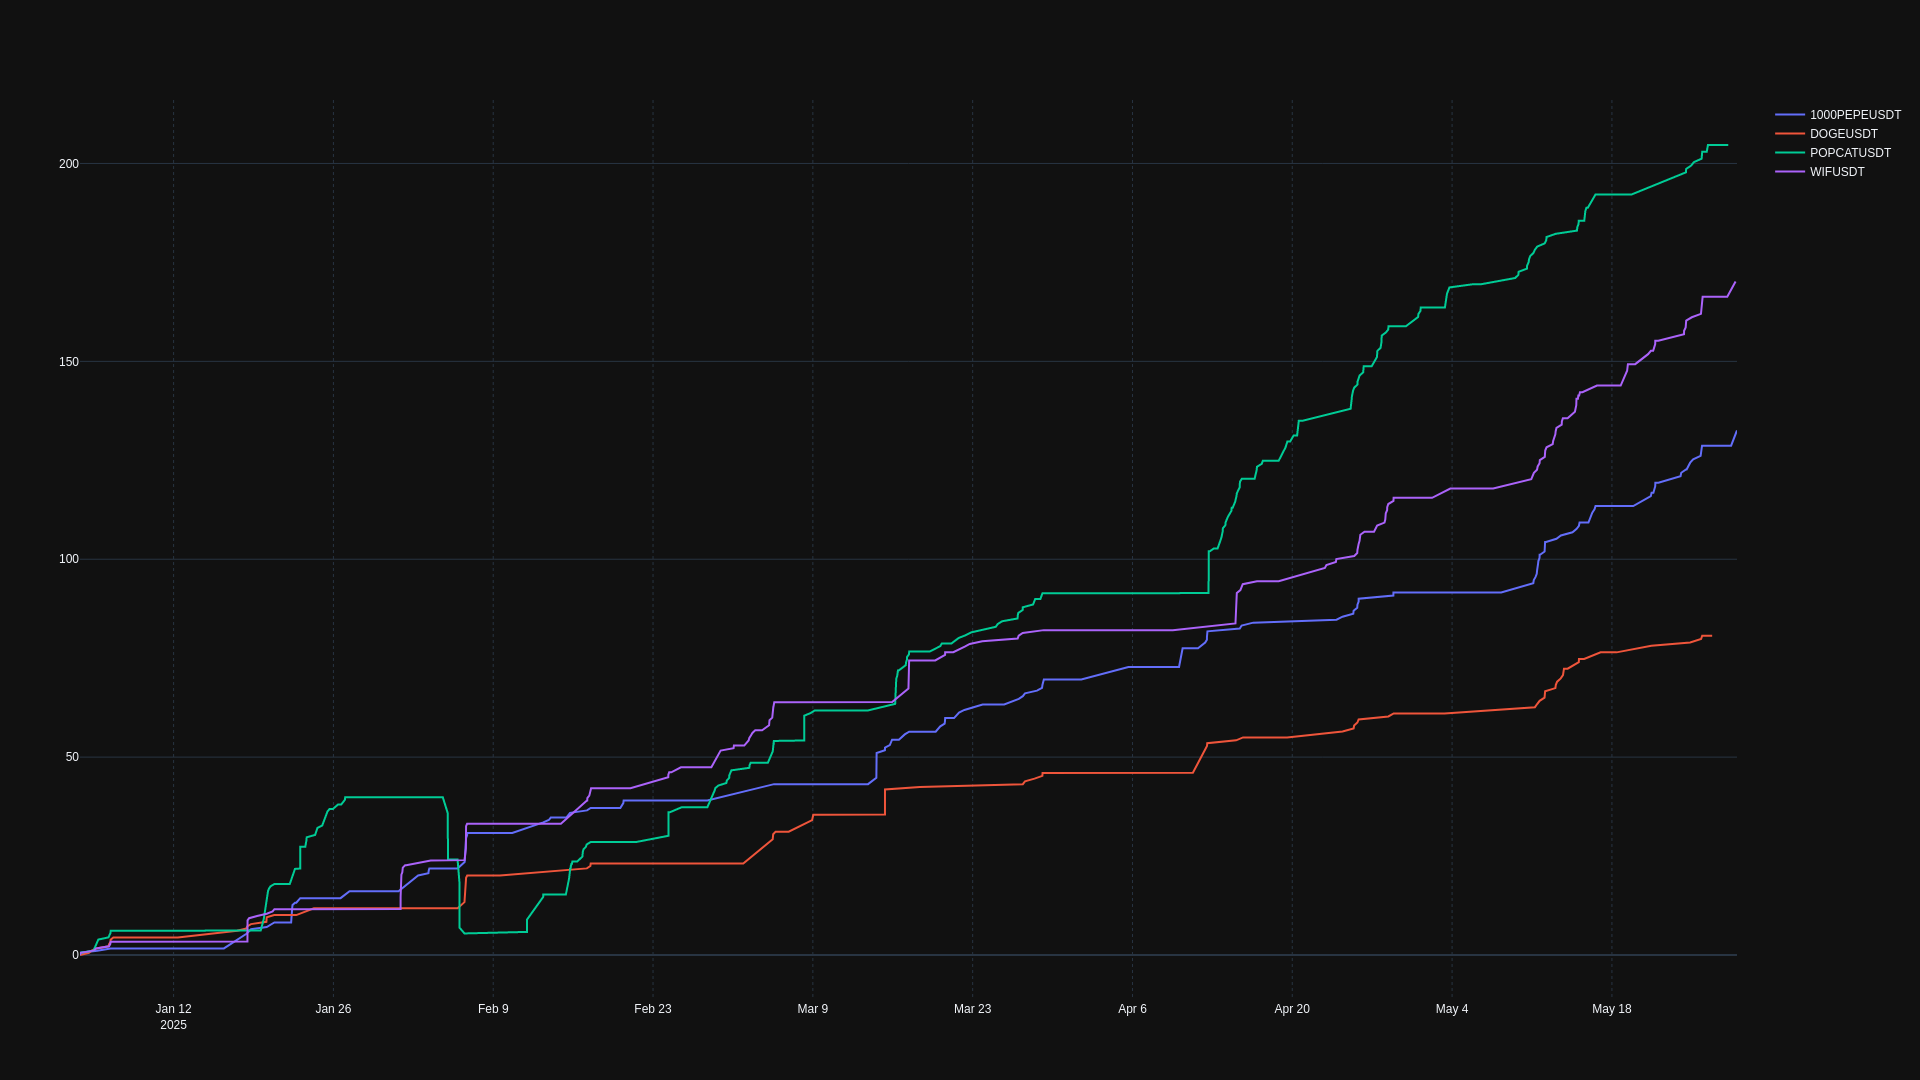 200
150
100
50
0
Jan 12
2025
Jan 26
Feb 9
Feb 23
Mar 9
Mar 23
Apr 6
Apr 20
May 4
May 18
1000PEPEUSDT
DOGEUSDT
POPCATUSDT
WIFUSDT